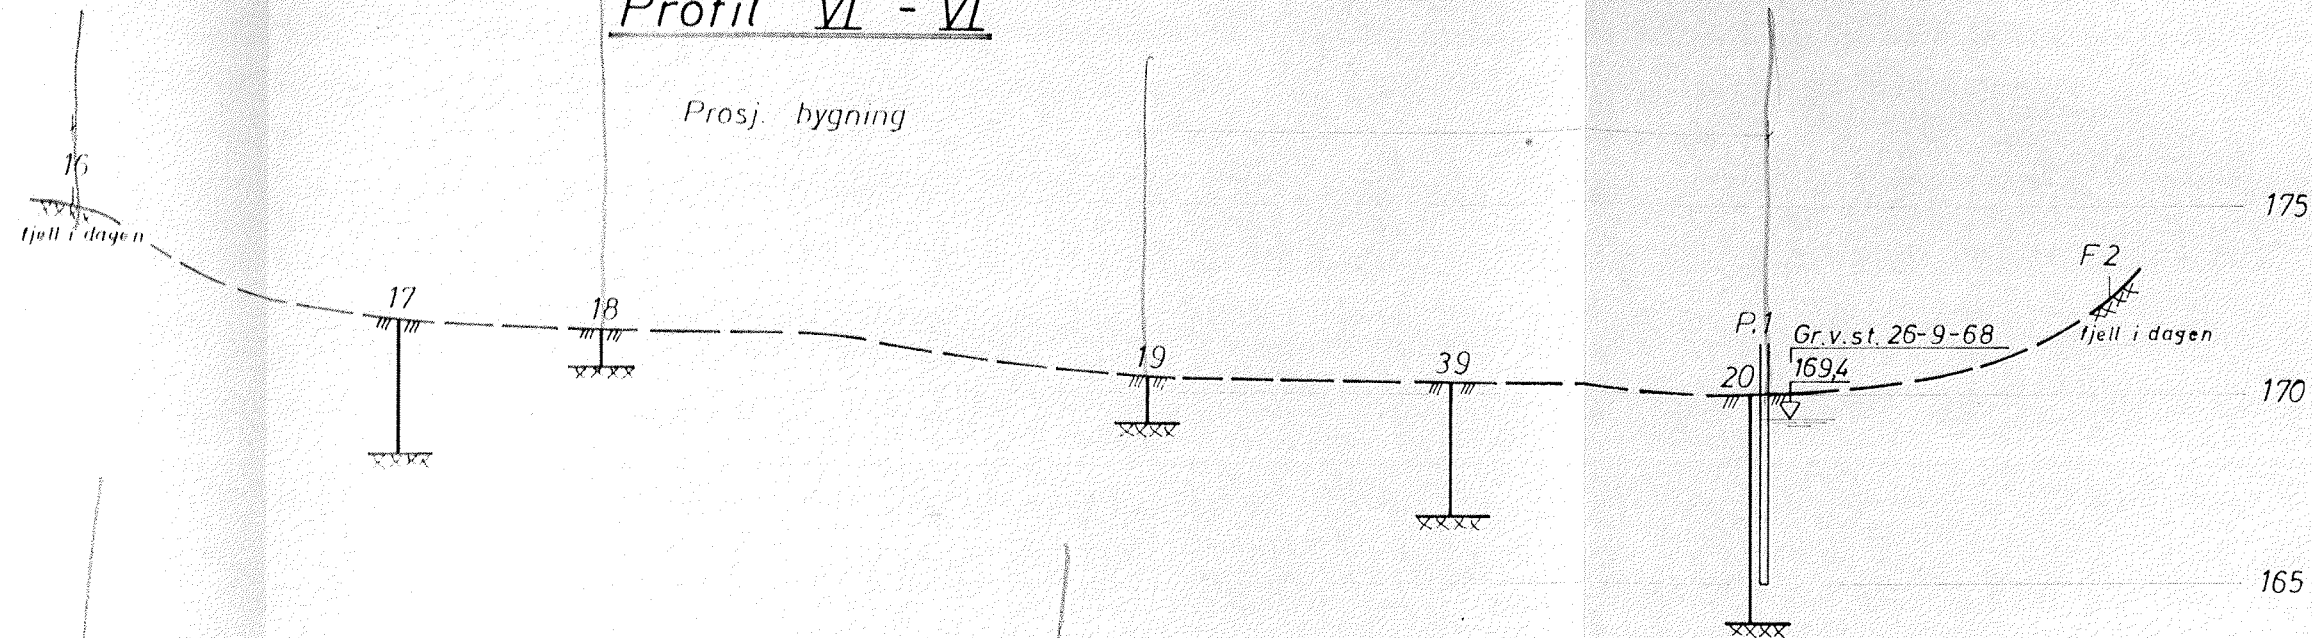 Profil VI - VI
Prosj. bygning
16
fjell i dagen
175
F 2
17
18
P. 1
Gr. v. st. 26-9-68
fjell i dagen
19
39
20
169,4
170
165